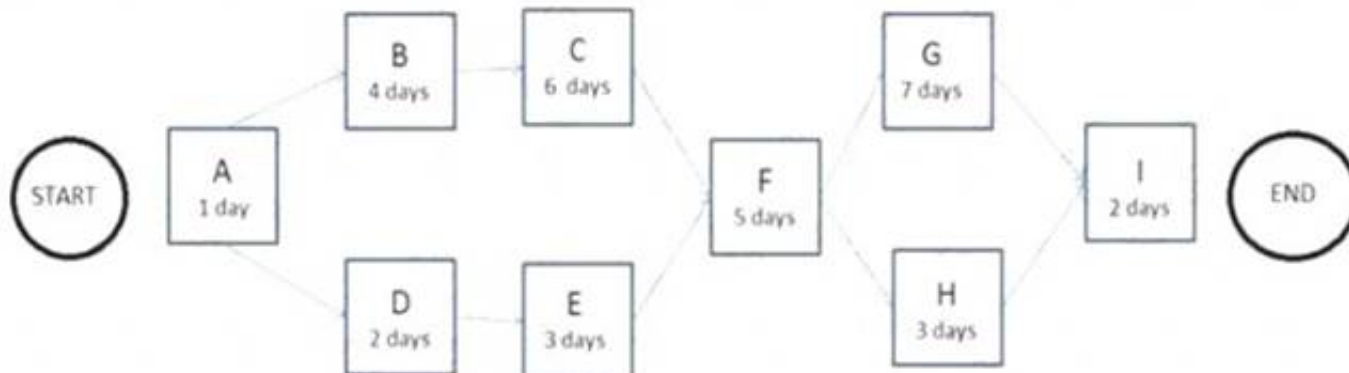 START
A
1 day
B
4 days
C
6 days
D
2 days
E
3 days
F
5 days
G
7 days
H
3 days
I
2 days
END